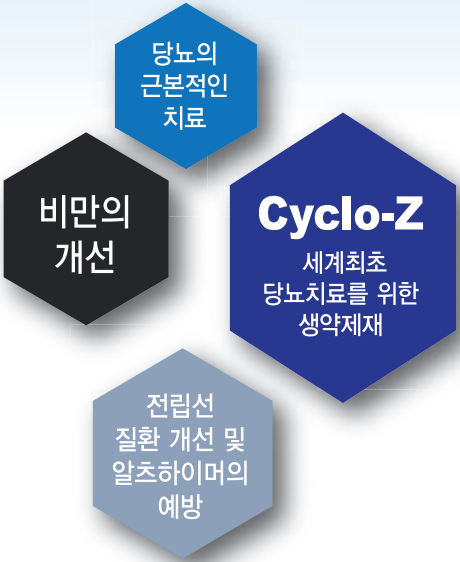 당뇨의
근본적인
치료
비만의
개선
Cyclo-Z
세계최초
당뇨치료를 위한
생약제재
전립선
질환 개선 및
알츠하이머의
예방